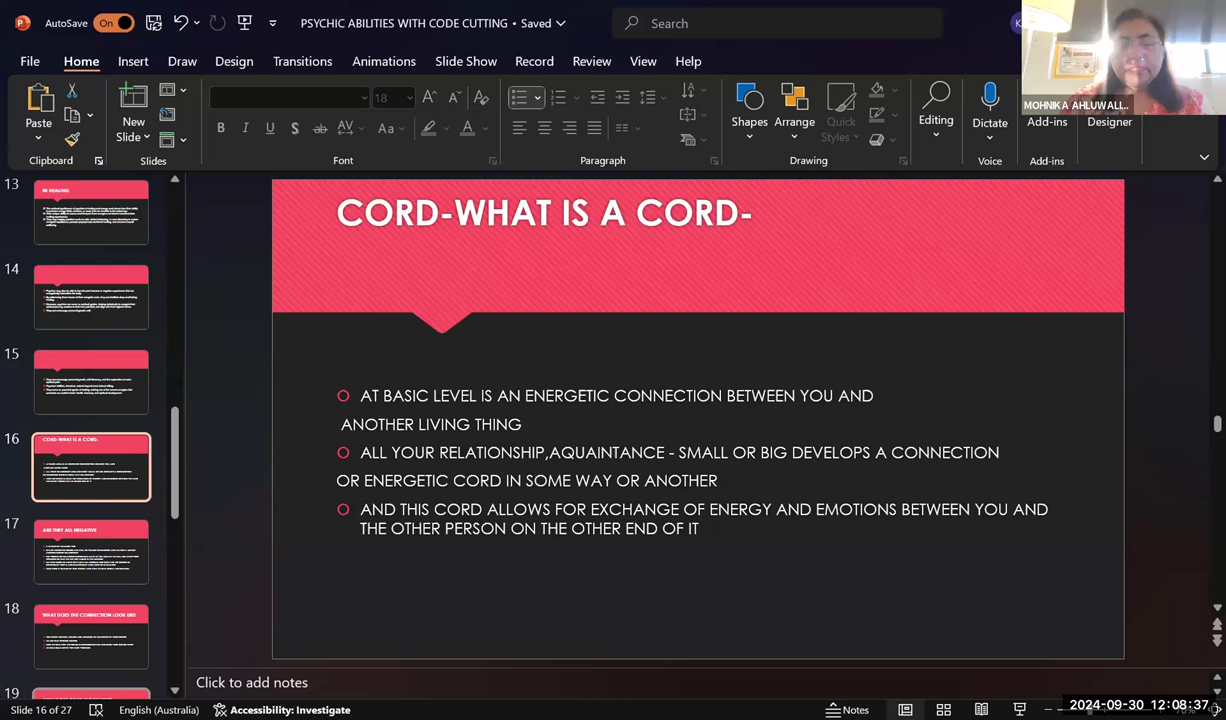 AutoSave On PSYCHIC ABILITIES WITH CODE CUTTING • Saved Search
File Home Insert Draw Design Transitions Animations Slide Show Record Review View Help
MOHNIKA AHLUWALI...
Paste New Slide 18 Aa Shapes Arrange Quick Styles Editing Dictate Add-ins Designer
Clipboard Slides Font Paragraph Drawing Voice Add-ins
13
IN HEALING
14
15
16
CORD-WHAT IS A CORD-
17
ARE THEY ALL NEGATIVE
18
WHAT DOES THE CONNECTION LOOK LIKE
19
CORD-WHAT IS A CORD-
AT BASIC LEVEL IS AN ENERGETIC CONNECTION BETWEEN YOU AND
ANOTHER LIVING THING
ALL YOUR RELATIONSHIP,AQUAINTANCE - SMALL OR BIG DEVELOPS A CONNECTION
OR ENERGETIC CORD IN SOME WAY OR ANOTHER
AND THIS CORD ALLOWS FOR EXCHANGE OF ENERGY AND EMOTIONS BETWEEN YOU AND
THE OTHER PERSON ON THE OTHER END OF IT
Click to add notes
Slide 16 of 27 English (Australia) Accessibility: Investigate Notes
2024-09-30 12:08:37